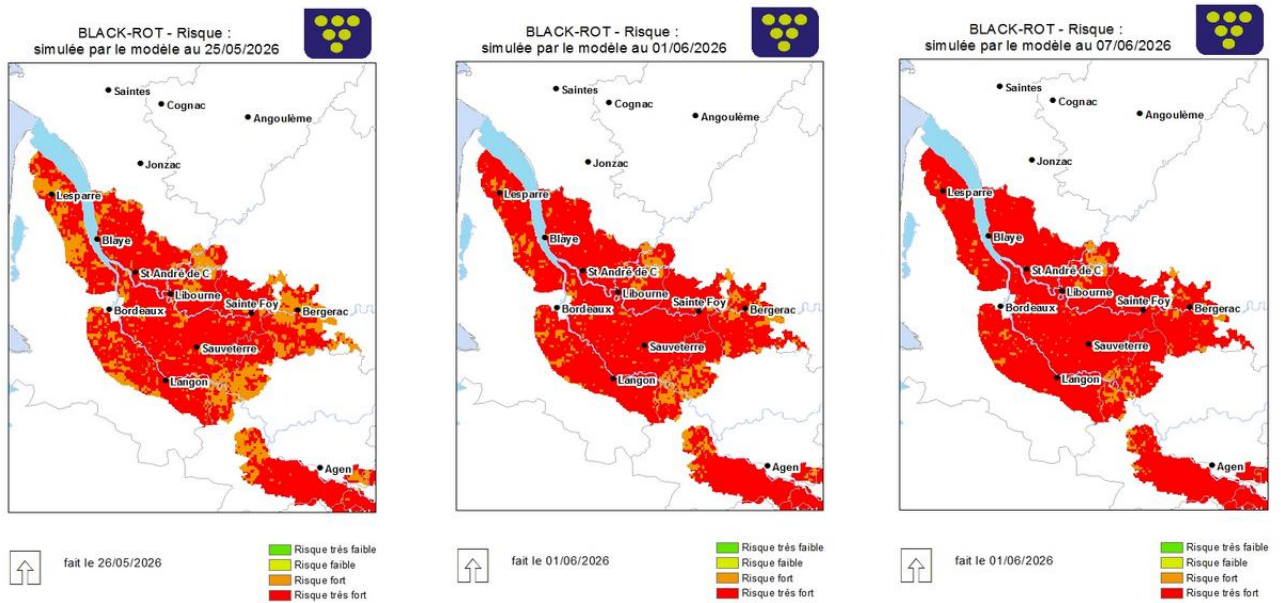 BLACK-ROT - Risque :
simulée par le modèle au 25/05/2026
Saintes
Cognac
Angoulême
Jonzac
Lesparre
Blaye
St André de C
Libourne
Sainte Foy
Bordeaux
Bergerac
Sauveterre
Langon
Agen
fait le 26/05/2026
Risque très faible
Risque faible
Risque fort
Risque très fort
BLACK-ROT - Risque :
simulée par le modèle au 01/06/2026
Saintes
Cognac
Angoulême
Jonzac
Lesparre
Blaye
St André de C
Libourne
Sainte Foy
Bordeaux
Bergerac
Sauveterre
Langon
Agen
fait le 01/06/2026
Risque très faible
Risque faible
Risque fort
Risque très fort
BLACK-ROT - Risque :
simulée par le modèle au 07/06/2026
Saintes
Cognac
Angoulême
Jonzac
Lesparre
Blaye
St André de C
Libourne
Sainte Foy
Bordeaux
Bergerac
Sauveterre
Langon
Agen
fait le 01/06/2026
Risque très faible
Risque faible
Risque fort
Risque très fort